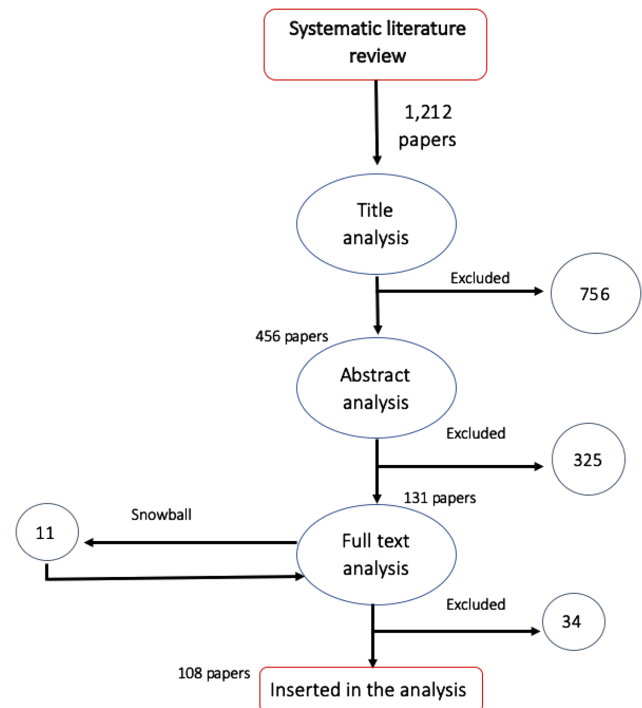 Systematic literature
review
1,212
papers
Title
analysis
Excluded
756
456 papers
Abstract
analysis
Excluded
325
131 papers
Snowball
11
Full text
analysis
Excluded
34
108 papers
Inserted in the analysis